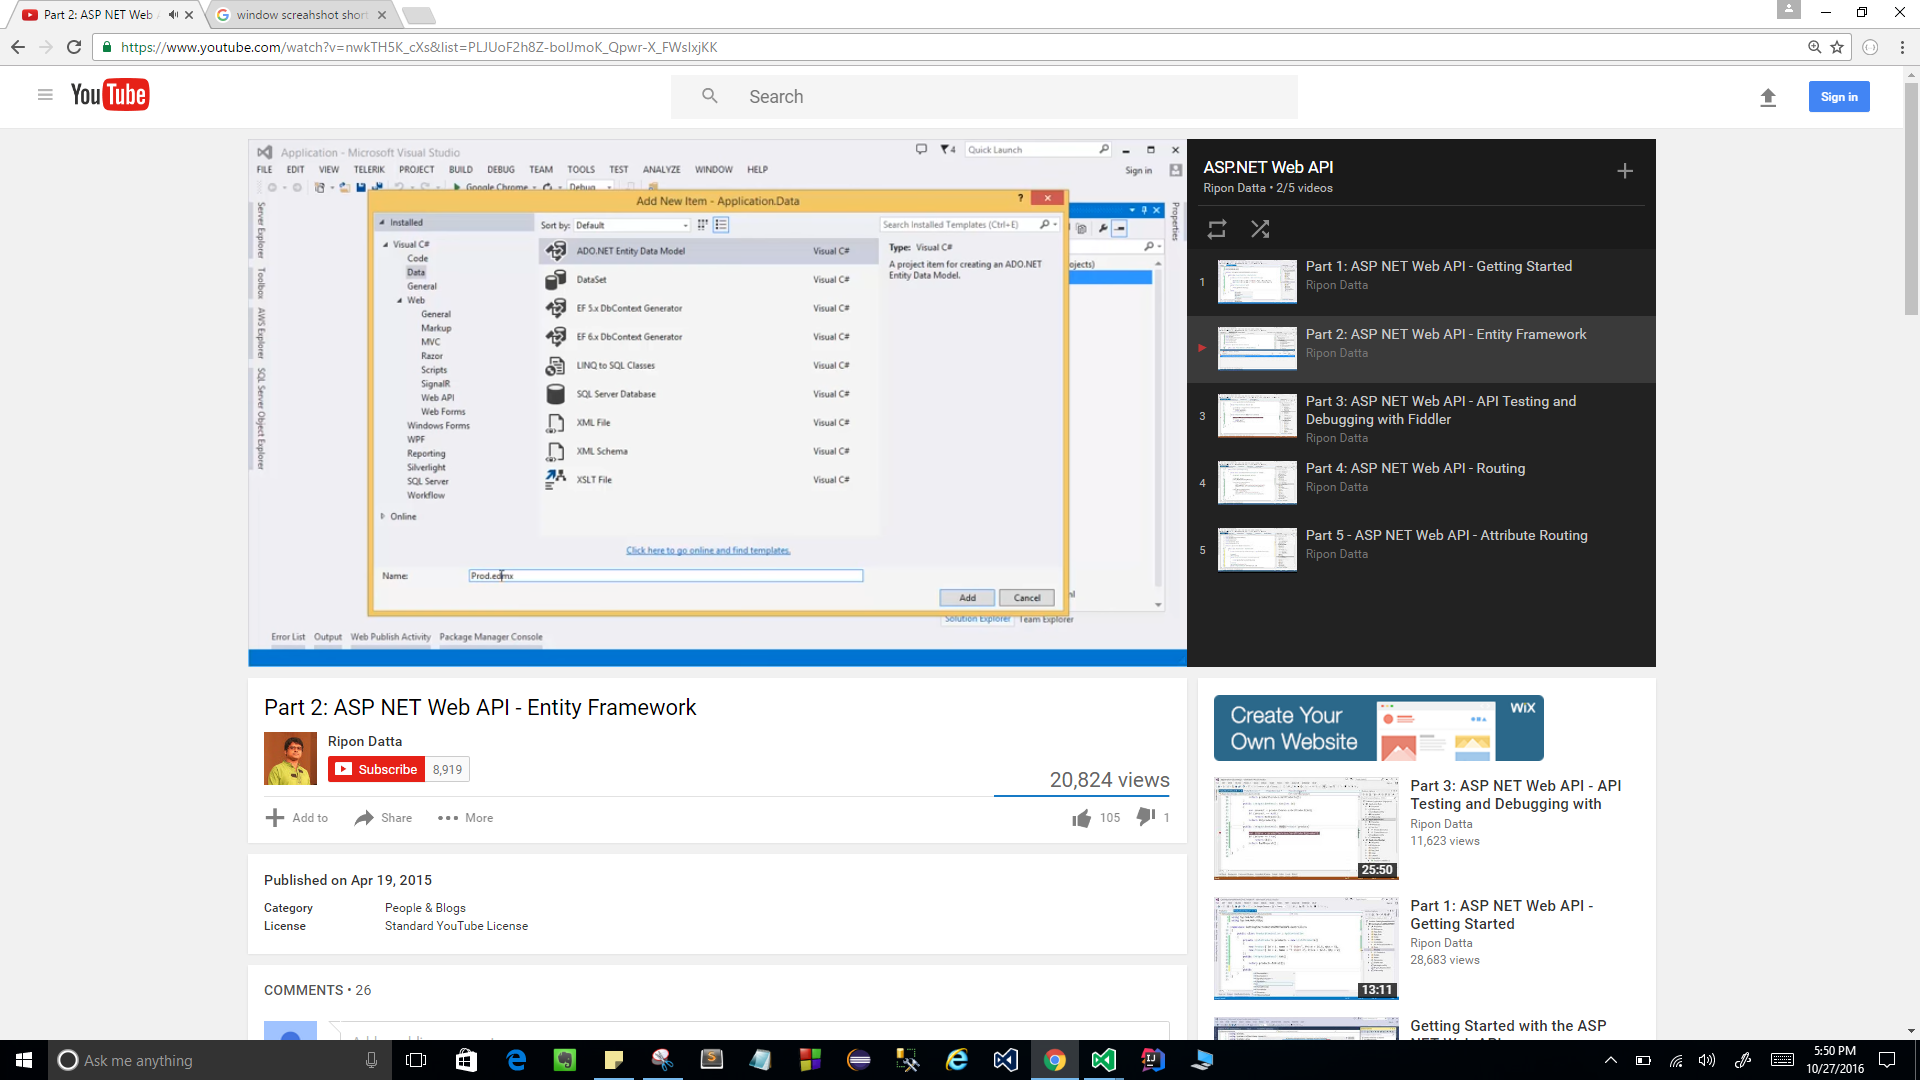 Part 2: ASP NET Web
window screahshot short
https://www.youtube.com/watch?v=nwkTH5K_cXs&list=PLJUoF2h8Z-bolJmoK_Qpwr-X_FWsIxjKK
YouTube
Search
Sign in
Application - Microsoft Visual Studio
4
Quick Launch
FILE EDIT VIEW TELERIK PROJECT BUILD DEBUG TEAM TOOLS TEST ANALYZE WINDOW HELP
Sign in
Google Chrome
Debug
Server Explorer
Toolbox
AWS Explorer
SQL Server Object Explorer
Properties
Add New Item - Application.Data
?
Installed
Sort by: Default
Search Installed Templates (Ctrl+E)
Visual C#
Code
Data
General
Web
General
Markup
MVC
Razor
Scripts
SignalR
Web API
Web Forms
Windows Forms
WPF
Reporting
Silverlight
SQL Server
Workflow
Online
ADO.NET Entity Data Model Visual C#
DataSet Visual C#
EF 5.x DbContext Generator Visual C#
EF 6.x DbContext Generator Visual C#
LINQ to SQL Classes Visual C#
SQL Server Database Visual C#
XML File Visual C#
XML Schema Visual C#
XSLT File Visual C#
Type: Visual C#
A project item for creating an ADO.NET
Entity Data Model.
ojects)
Click here to go online and find templates.
Name: Prod.edmx
Add Cancel
Solution Explorer Team Explorer
Error List Output Web Publish Activity Package Manager Console
ASP.NET Web API
Ripon Datta • 2/5 videos
1
Part 1: ASP NET Web API - Getting Started
Ripon Datta
Part 2: ASP NET Web API - Entity Framework
Ripon Datta
3
Part 3: ASP NET Web API - API Testing and
Debugging with Fiddler
Ripon Datta
4
Part 4: ASP NET Web API - Routing
Ripon Datta
5
Part 5 - ASP NET Web API - Attribute Routing
Ripon Datta
Part 2: ASP NET Web API - Entity Framework
Ripon Datta
Subscribe 8,919
20,824 views
Add to Share More
105 1
Published on Apr 19, 2015
Category People & Blogs
License Standard YouTube License
COMMENTS • 26
Create Your
Own Website
WiX
Part 3: ASP NET Web API - API
Testing and Debugging with
Ripon Datta
11,623 views
25:50
Part 1: ASP NET Web API -
Getting Started
Ripon Datta
28,683 views
13:11
Getting Started with the ASP
Ask me anything
5:50 PM
10/27/2016